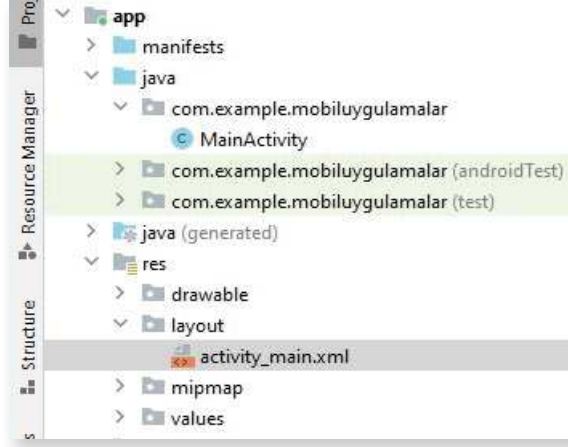 Pro
app
manifests
java
com.example.mobiluygulamalar
C MainActivity
com.example.mobiluygulamalar (androidTest)
com.example.mobiluygulamalar (test)
Resource Manager
java (generated)
res
drawable
layout
Structure
activity_main.xml
mipmap
values